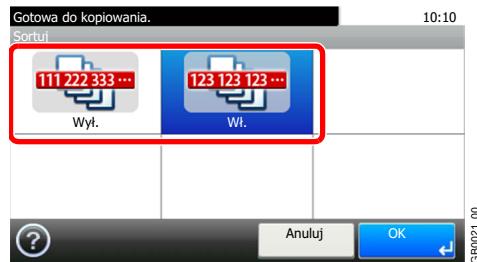 Gotowa do kopiowania. 10:10
Sortuj
111 222 333 ··· 123 123 123 ···
Wył. Wł.
? Anuluj OK
GB0021_00